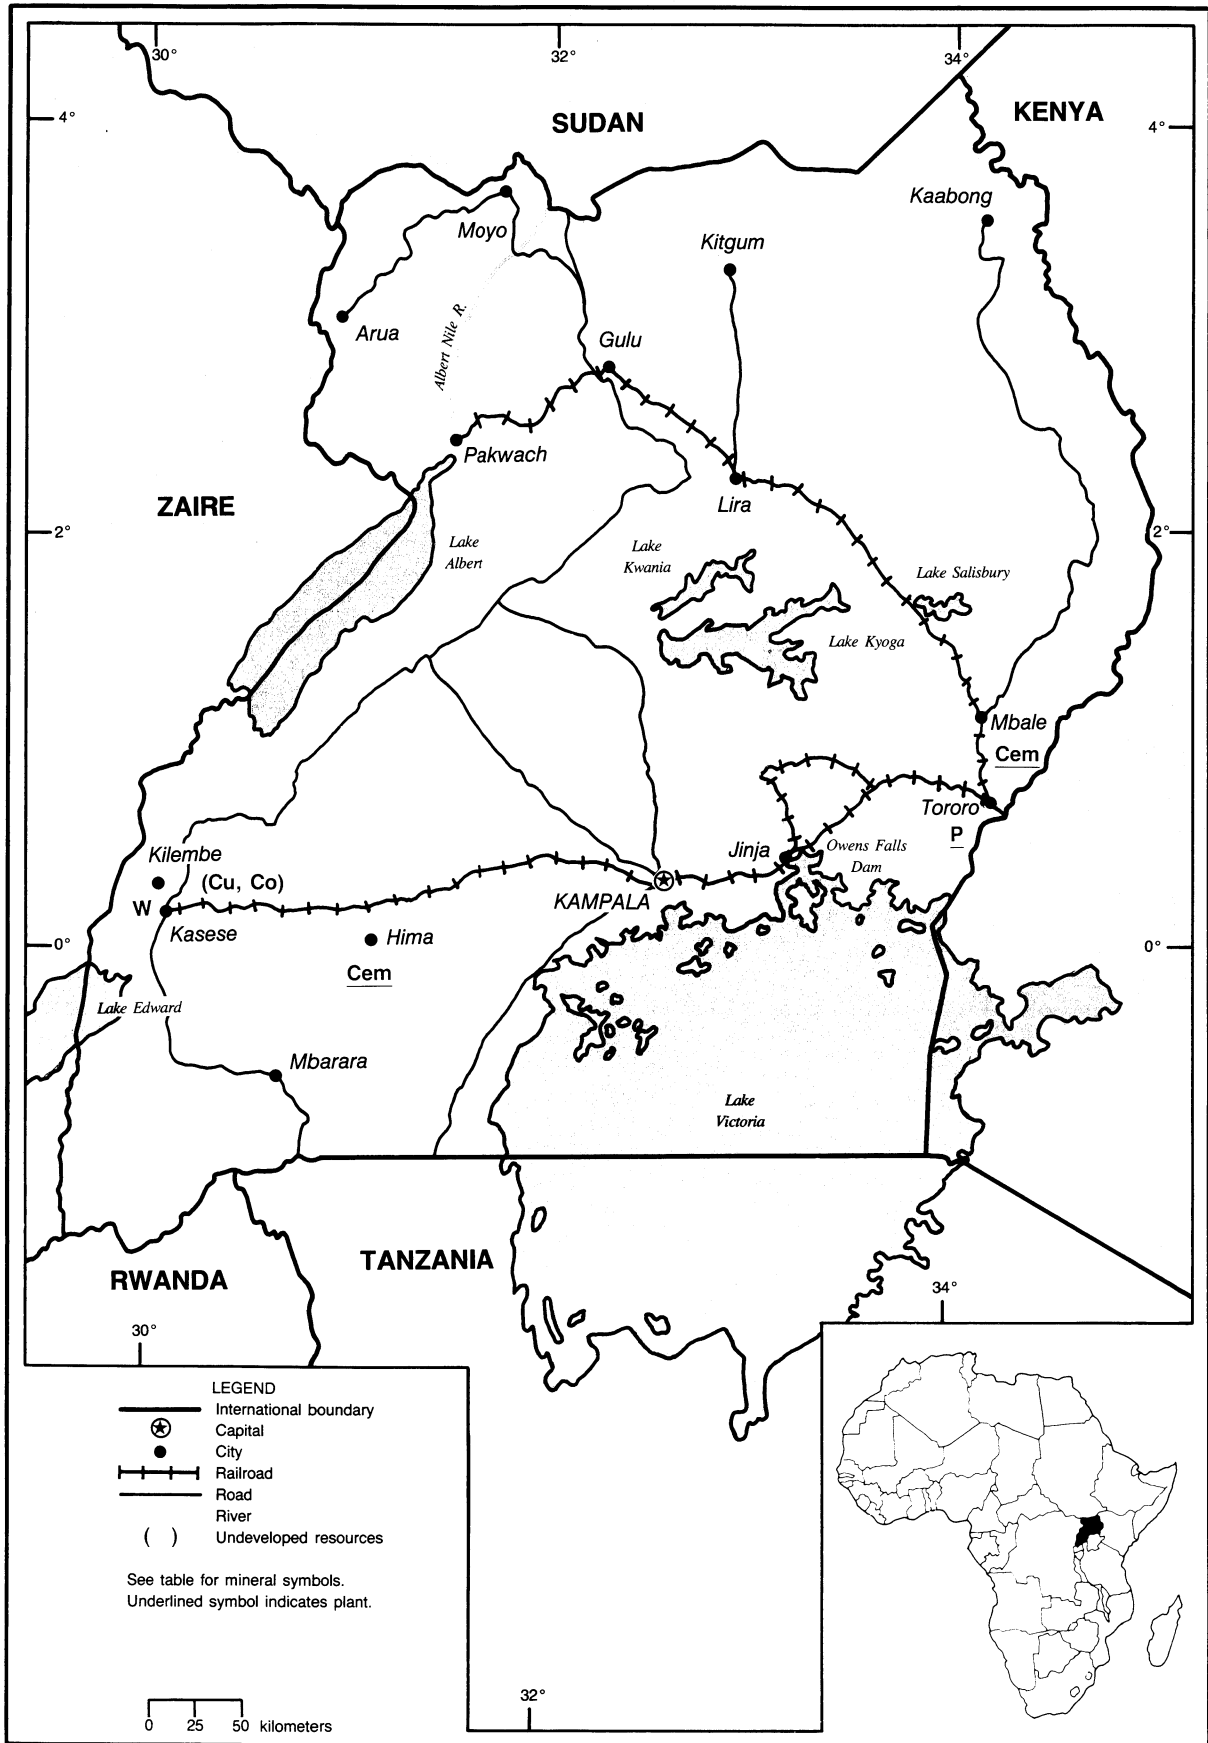 30°
32°
34°
4°
SUDAN
KENYA
4°
Kaabong
Moyo
Kitgum
Albert Nile R.
Arua
Gulu
Pakwach
ZAIRE
Lira
2°
2°
Lake
Albert
Lake
Kwania
Lake Salisbury
Lake Kyoga
Mbale
Cem
Tororo
P
Jinja
Owens Falls
Dam
Kilembe
(Cu, Co)
KAMPALA
W
Kasese
Hima
0°
0°
Cem
Lake Edward
Mbarara
Lake
Victoria
TANZANIA
RWANDA
34°
30°
LEGEND
International boundary
Capital
City
Railroad
Road
River
( ) Undeveloped resources
See table for mineral symbols.
Underlined symbol indicates plant.
32°
0 25 50 kilometers